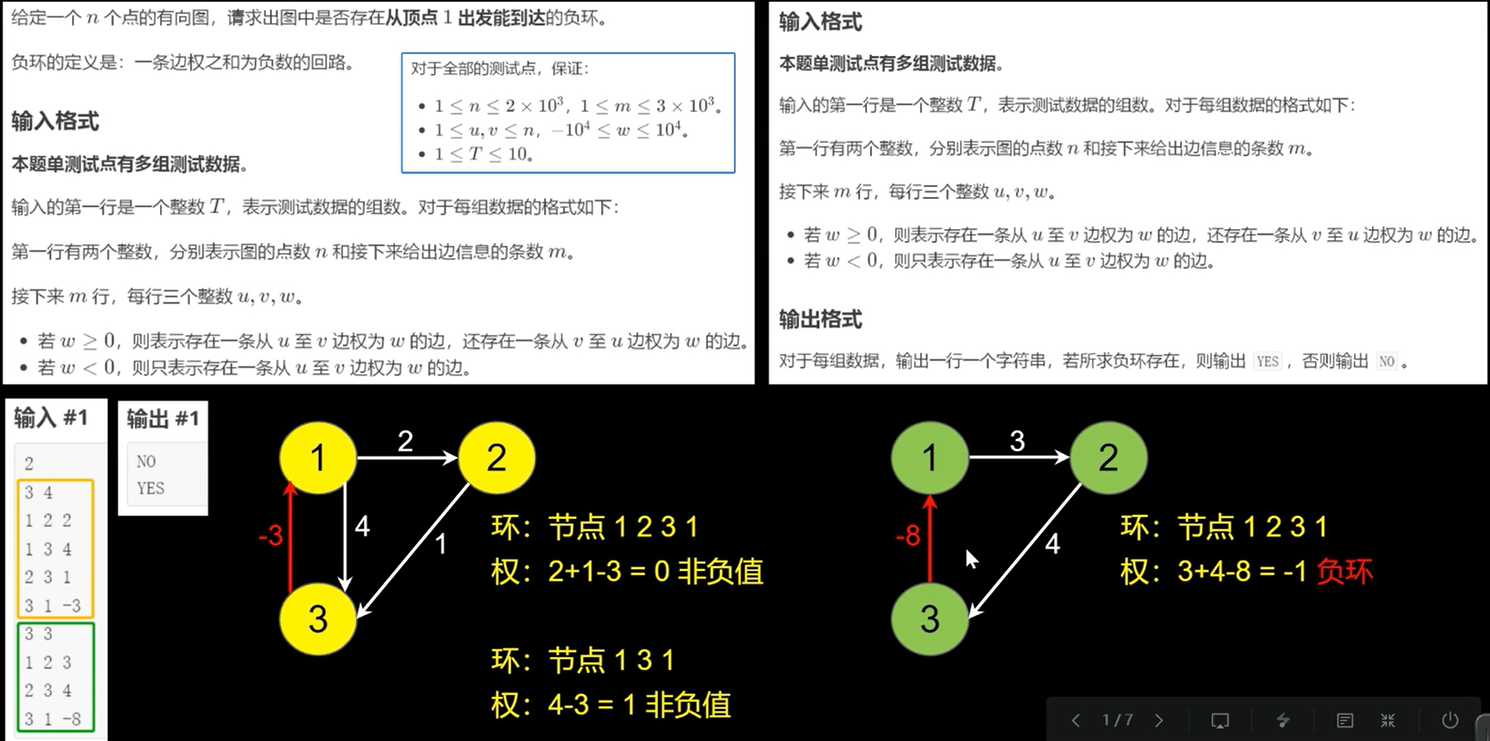 给定一个 n 个点的有向图，请求出图中是否存在从顶点 1 出发能到达的负环。
负环的定义是：一条边权之和为负数的回路。
对于全部的测试点，保证：
• 1 ≤ n ≤ 2 × 10³，1 ≤ m ≤ 3 × 10³。
• 1 ≤ u, v ≤ n，−10⁴ ≤ w ≤ 10⁴。
• 1 ≤ T ≤ 10。
输入格式
本题单测试点有多组测试数据。
输入的第一行是一个整数 T，表示测试数据的组数。对于每组数据的格式如下：
第一行有两个整数，分别表示图的点数 n 和接下来给出边信息的条数 m。
接下来 m 行，每行三个整数 u, v, w。
• 若 w ≥ 0，则表示存在一条从 u 至 v 边权为 w 的边，还存在一条从 v 至 u 边权为 w 的边。
• 若 w < 0，则只表示存在一条从 u 至 v 边权为 w 的边。
输入格式
本题单测试点有多组测试数据。
输入的第一行是一个整数 T，表示测试数据的组数。对于每组数据的格式如下：
第一行有两个整数，分别表示图的点数 n 和接下来给出边信息的条数 m。
接下来 m 行，每行三个整数 u, v, w。
• 若 w ≥ 0，则表示存在一条从 u 至 v 边权为 w 的边，还存在一条从 v 至 u 边权为 w 的边。
• 若 w < 0，则只表示存在一条从 u 至 v 边权为 w 的边。
输出格式
对于每组数据，输出一行一个字符串，若所求负环存在，则输出 YES，否则输出 NO。
输入 #1
2
3 4
1 2 2
1 3 4
2 3 1
3 1 -3
3 3
1 2 3
2 3 4
3 1 -8
输出 #1
NO
YES
1
2
2
-3
4
1
3
环：节点 1 2 3 1
权：2+1-3 = 0 非负值
环：节点 1 3 1
权：4-3 = 1 非负值
1
3
2
-8
4
3
环：节点 1 2 3 1
权：3+4-8 = -1 负环
1 / 7